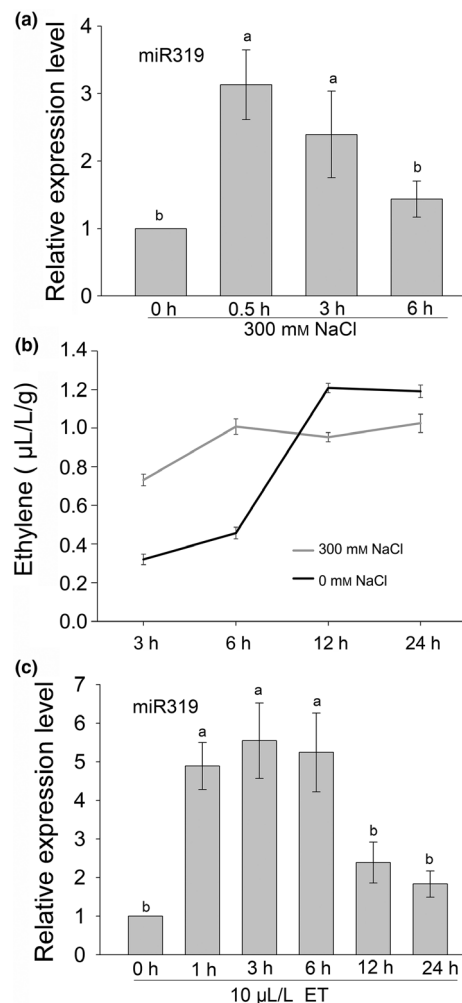 (a)
Relative expression level
4
3
2
1
0
miR319
b
a
a
b
0 h 0.5 h 3 h 6 h
300 mM NaCl
(b)
Ethylene ( µL/L/g)
1.4
1.2
1.0
0.8
0.6
0.4
0.2
0.0
300 mM NaCl
0 mM NaCl
3 h 6 h 12 h 24 h
(c)
Relative expression level
7
6
5
4
3
2
1
0
miR319
b
a
a
a
b
b
0 h 1 h 3 h 6 h 12 h 24 h
10 µL/L ET